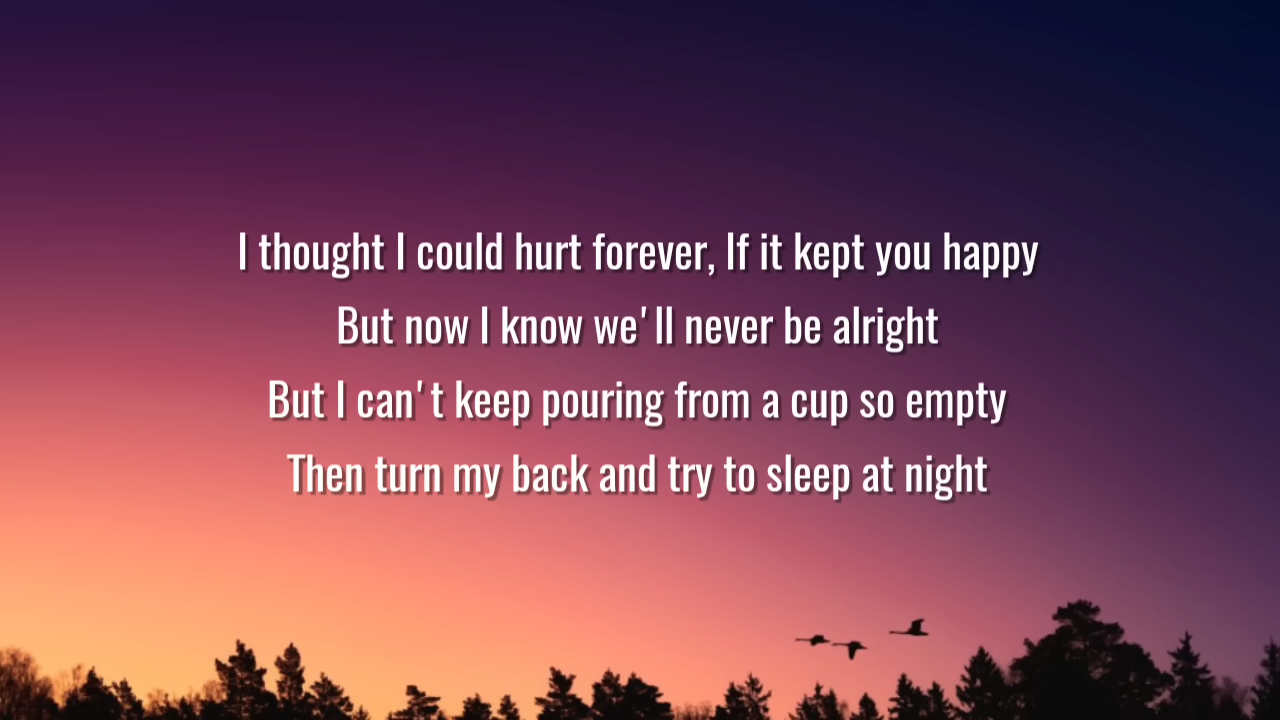 I thought I could hurt forever, If it kept you happy
But now I know we'll never be alright
But I can't keep pouring from a cup so empty
Then turn my back and try to sleep at night